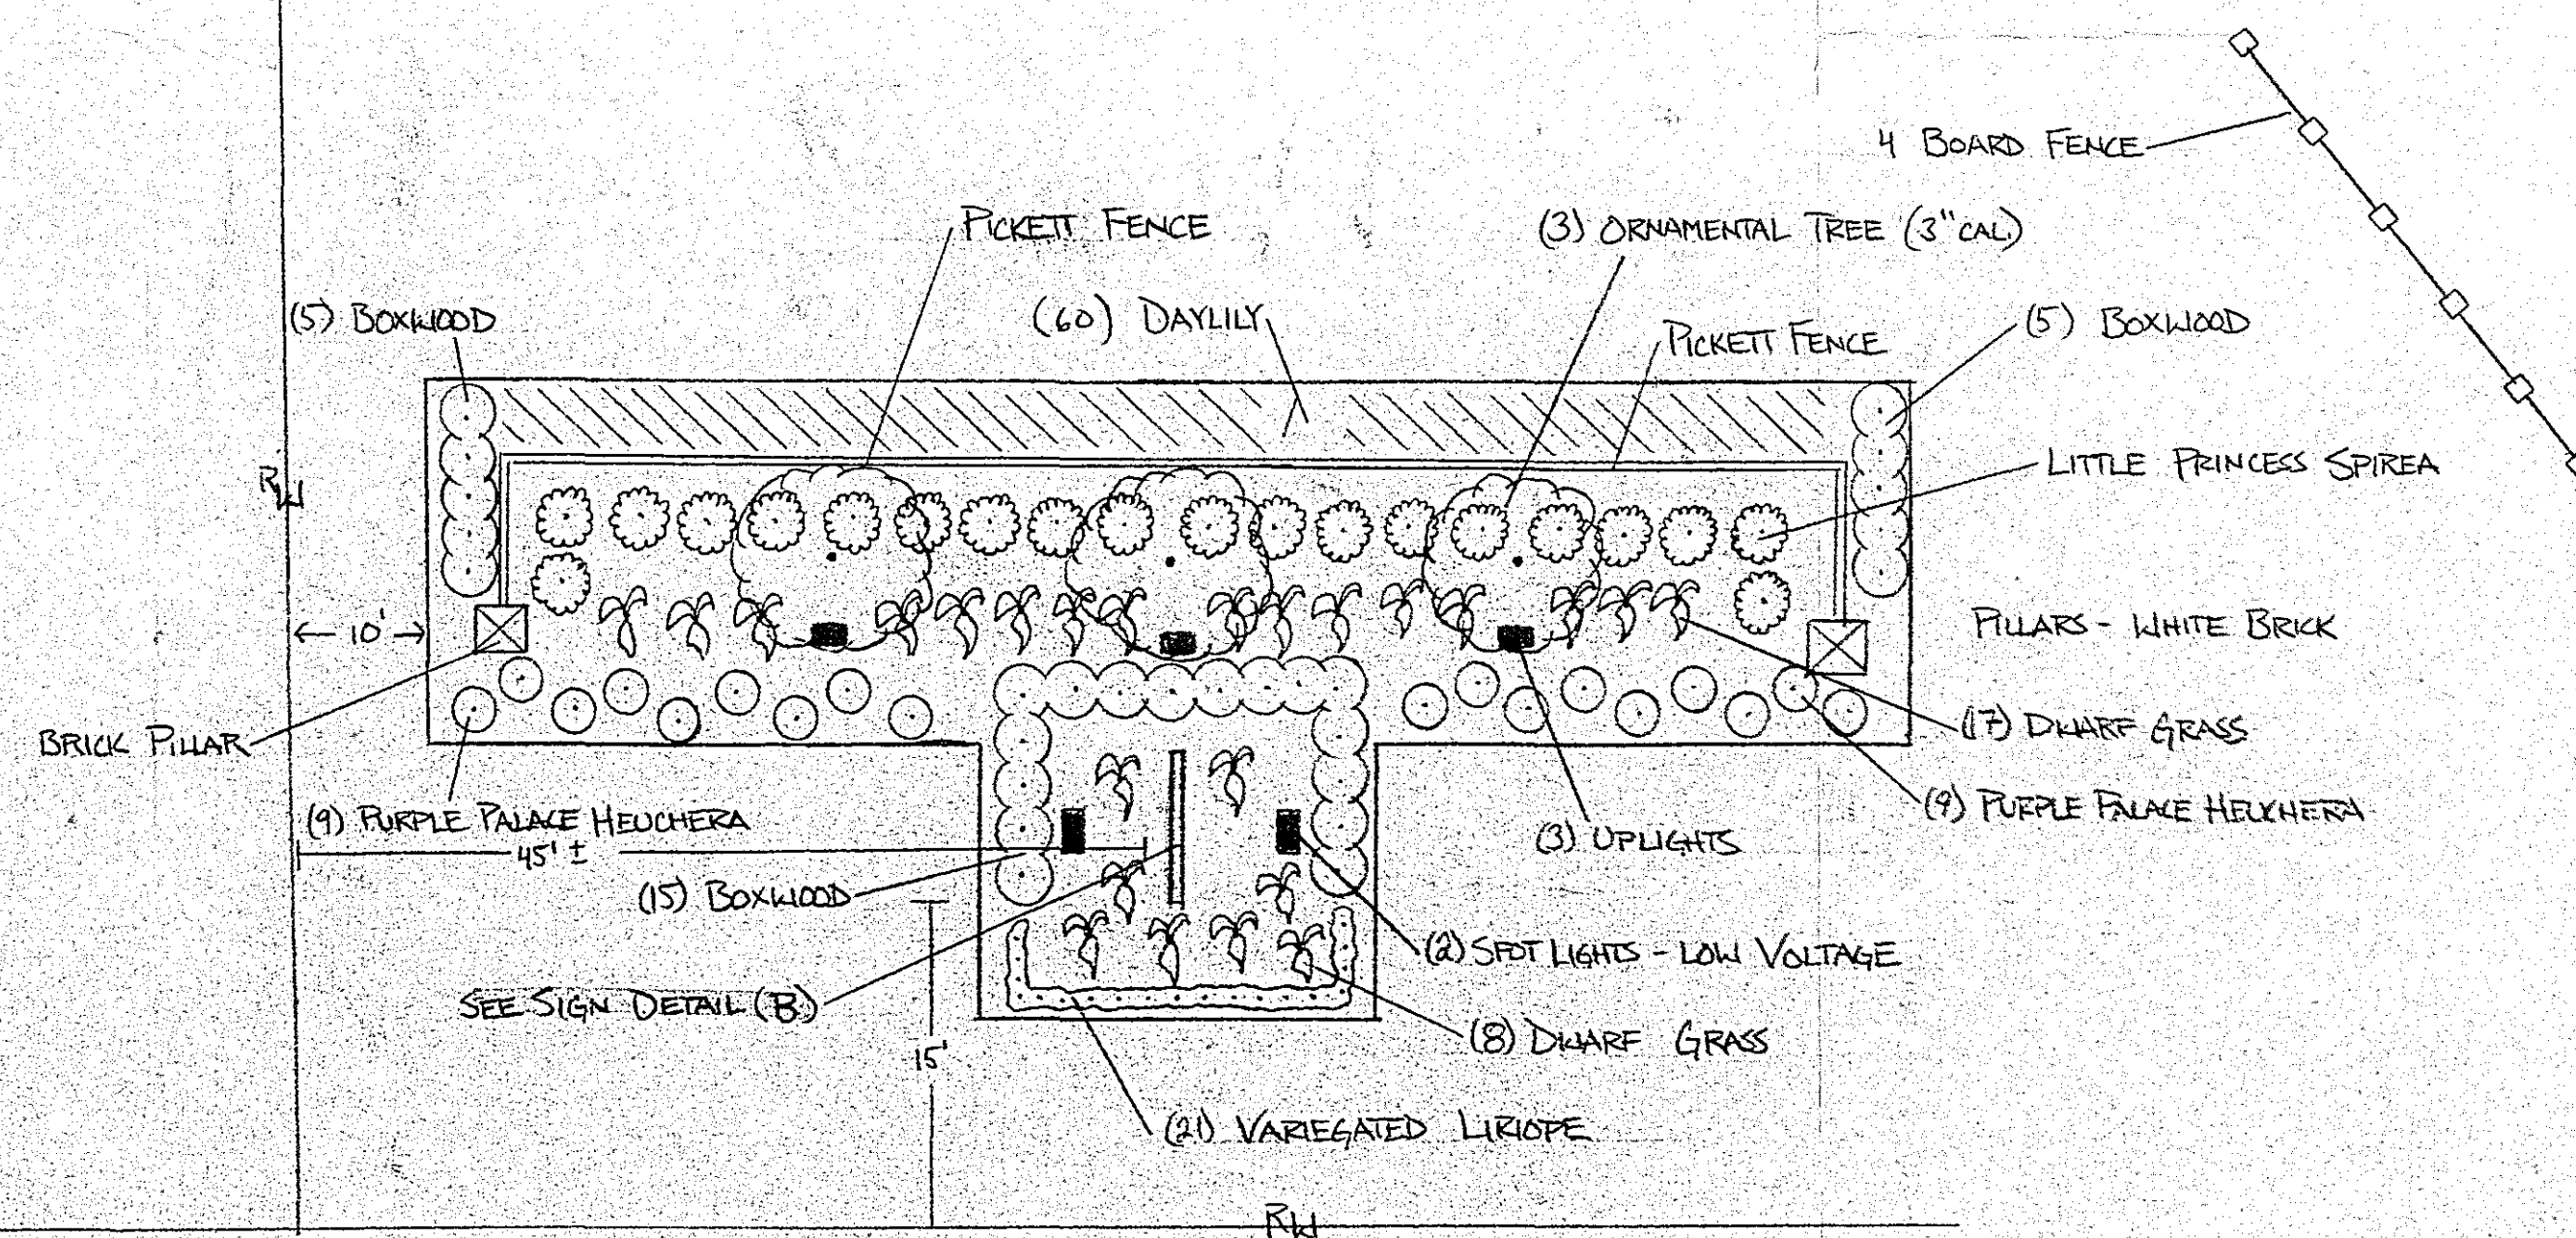 4 BOARD FENCE
PICKETT FENCE
(3) ORNAMENTAL TREE (3" CAL.)
(5) BOXWOOD
(60) DAYLILY
PICKETT FENCE
(5) BOXWOOD
LITTLE PRINCESS SPIREA
R/W
10'
PILLARS - WHITE BRICK
BRICK PILLAR
(17) DWARF GRASS
(9) PURPLE PALACE HEUCHERA
(9) PURPLE PALACE HEUCHERA
45' ±
(3) UPLIGHTS
(15) BOXWOOD
(2) SPOT LIGHTS - LOW VOLTAGE
SEE SIGN DETAIL (B)
(8) DWARF GRASS
15'
(21) VARIEGATED LIRIOPE
R/W